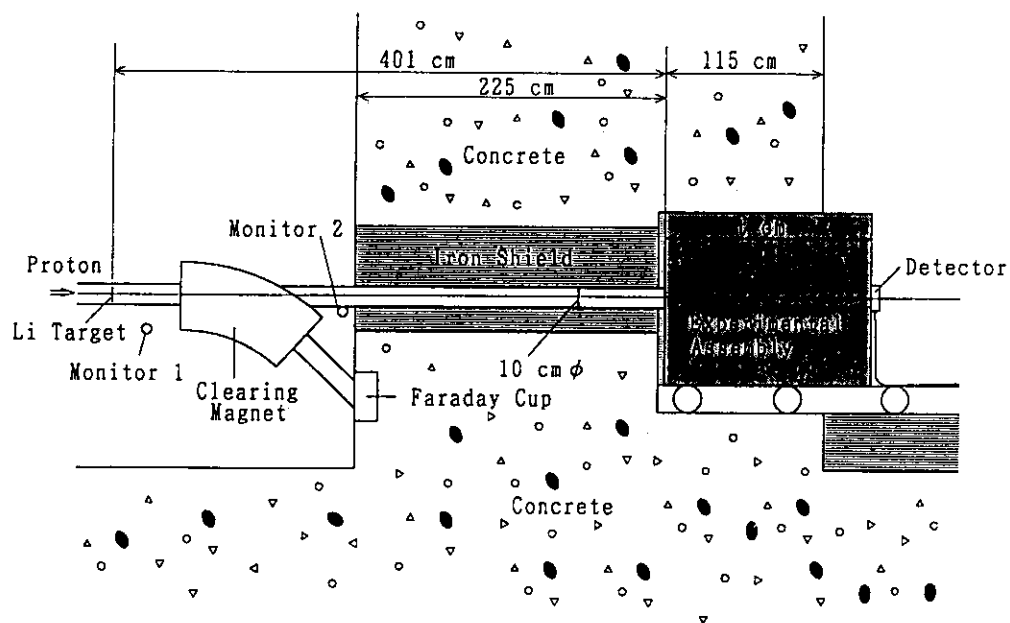 401 cm
115 cm
225 cm
Concrete
Monitor 2
Iron Shield
Iron
Proton
Detector
Li Target
Experimental
Assembly
Monitor 1
10 cm ϕ
Clearing
Magnet
Faraday Cup
Concrete